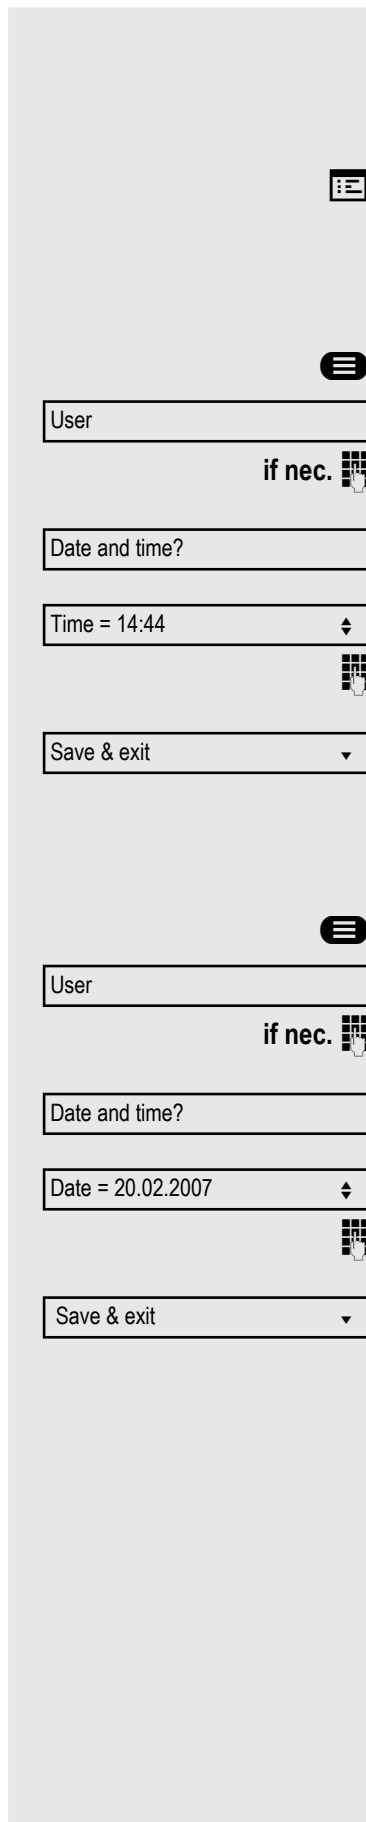 User
if nec.
Date and time?
Time = 14:44
Save & exit
User
if nec.
Date and time?
Date = 20.02.2007
Save & exit